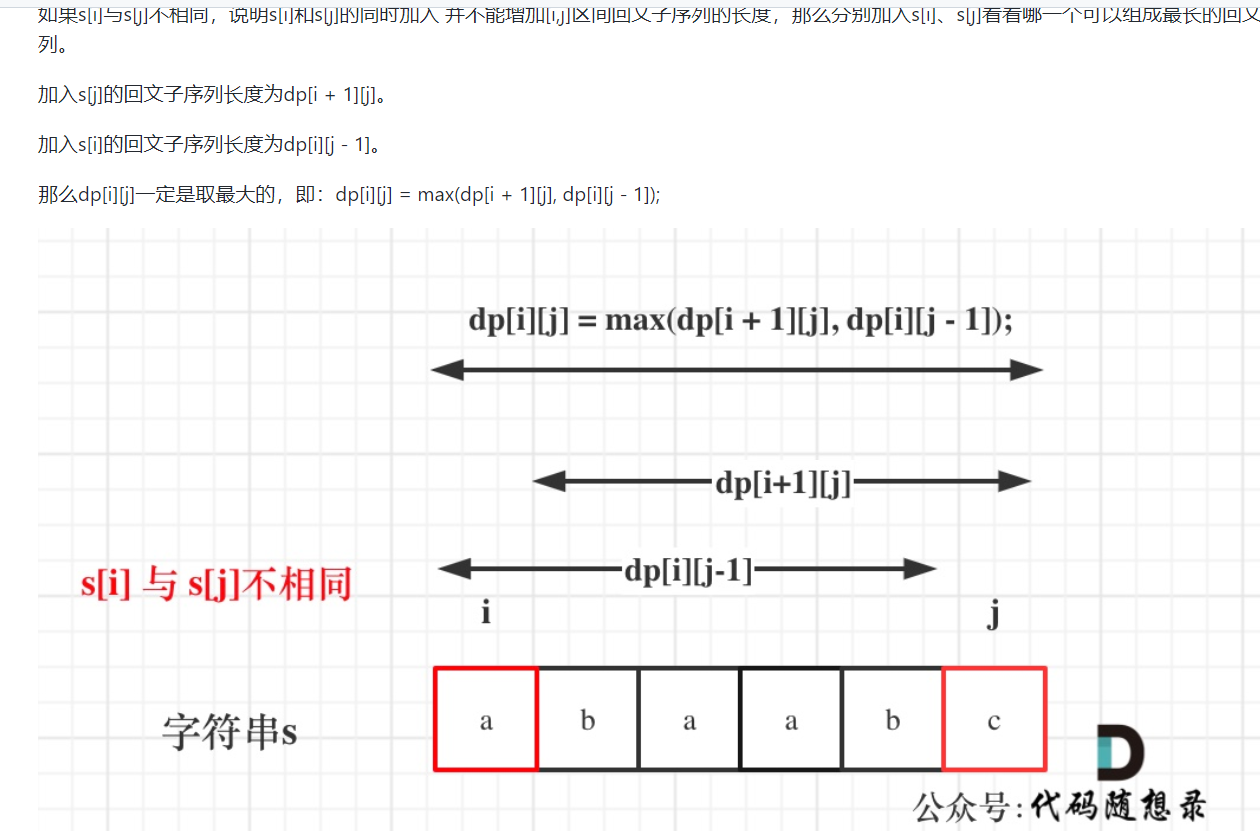 如果s[i]与s[j]不相同，说明s[i]和s[j]的同时加入 并不能增加[i,j]区间回文子序列的长度，那么分别加入s[i]、s[j]看看哪一个可以组成最长的回文
列。
加入s[j]的回文子序列长度为dp[i + 1][j]。
加入s[i]的回文子序列长度为dp[i][j - 1]。
那么dp[i][j]一定是取最大的，即：dp[i][j] = max(dp[i + 1][j], dp[i][j - 1]);
dp[i][j] = max(dp[i + 1][j], dp[i][j - 1]);
dp[i+1][j]
dp[i][j-1]
s[i] 与 s[j]不相同
i j
字符串s
a b a a b c
公众号:代码随想录